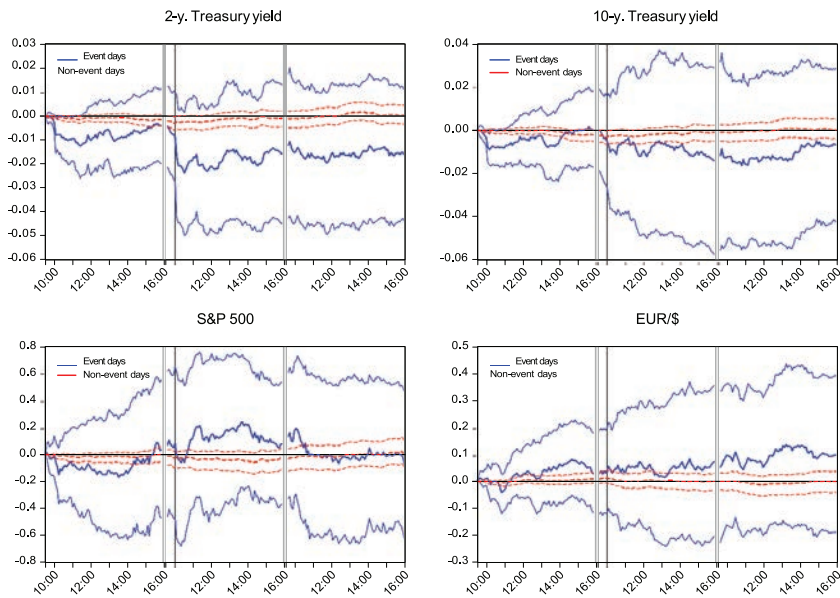 2-y. Treasury yield
0.03
0.02
0.01
0.00
-0.01
-0.02
-0.03
-0.04
-0.05
-0.06
Event days
Non-event days
10:00 12:00 14:00 16:00 12:00 14:00 16:00 12:00 14:00 16:00
10-y. Treasury yield
0.04
0.02
0.00
-0.02
-0.04
-0.06
Event days
Non-event days
10:00 12:00 14:00 16:00 12:00 14:00 16:00 12:00 14:00 16:00
S&P 500
0.8
0.6
0.4
0.2
0.0
-0.2
-0.4
-0.6
-0.8
Event days
Non-event days
10:00 12:00 14:00 16:00 12:00 14:00 16:00 12:00 14:00 16:00
EUR/$
0.5
0.4
0.3
0.2
0.1
0.0
-0.1
-0.2
-0.3
Event days
Non-event days
10:00 12:00 14:00 16:00 12:00 14:00 16:00 12:00 14:00 16:00